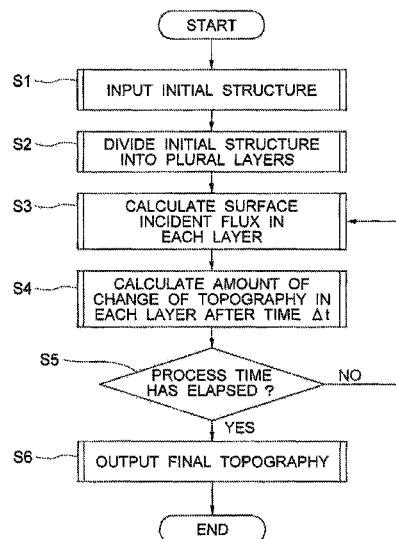 START
S1
INPUT INITIAL STRUCTURE
S2
DIVIDE INITIAL STRUCTURE
INTO PLURAL LAYERS
S3
CALCULATE SURFACE
INCIDENT FLUX IN
EACH LAYER
S4
CALCULATE AMOUNT OF
CHANGE OF TOPOGRAPHY IN
EACH LAYER AFTER TIME Δt
S5
PROCESS TIME
HAS ELAPSED ?
NO
YES
S6
OUTPUT FINAL TOPOGRAPHY
END